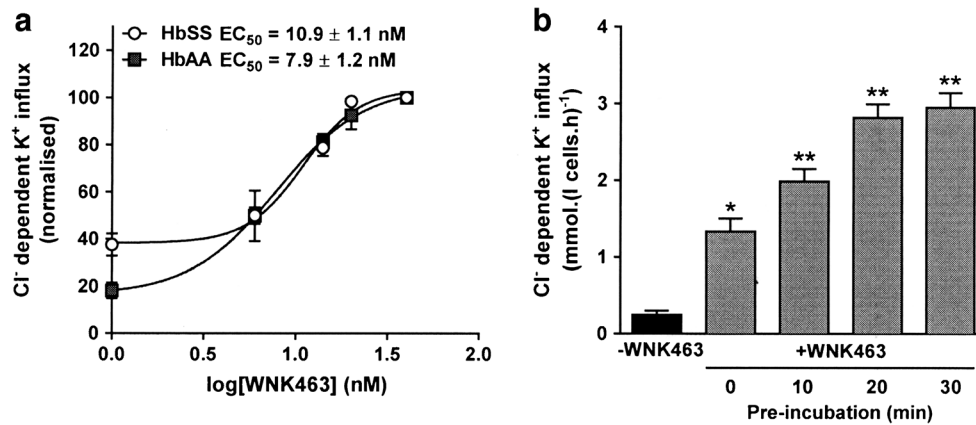 a
HbSS EC₅₀ = 10.9 ± 1.1 nM
HbAA EC₅₀ = 7.9 ± 1.2 nM
Cl⁻ dependent K⁺ influx
(normalised)
120
100
80
60
40
20
0
0.0 0.5 1.0 1.5 2.0
log[WNK463] (nM)
b
Cl⁻ dependent K⁺ influx
(mmol.(l cells.h)⁻¹
4
3
2
1
0
*
**
**
**
-WNK463 +WNK463
0 10 20 30
Pre-incubation (min)